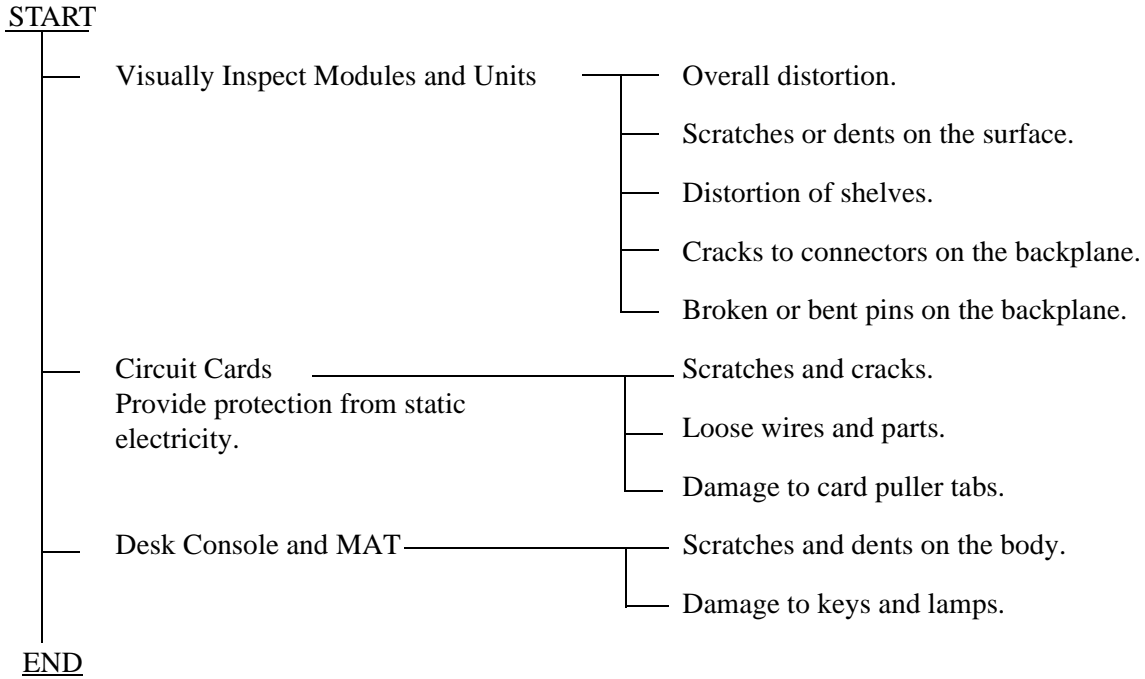 START
Visually Inspect Modules and Units
Overall distortion.
Scratches or dents on the surface.
Distortion of shelves.
Cracks to connectors on the backplane.
Broken or bent pins on the backplane.
Circuit Cards
Provide protection from static
electricity.
Scratches and cracks.
Loose wires and parts.
Damage to card puller tabs.
Desk Console and MAT
Scratches and dents on the body.
Damage to keys and lamps.
END